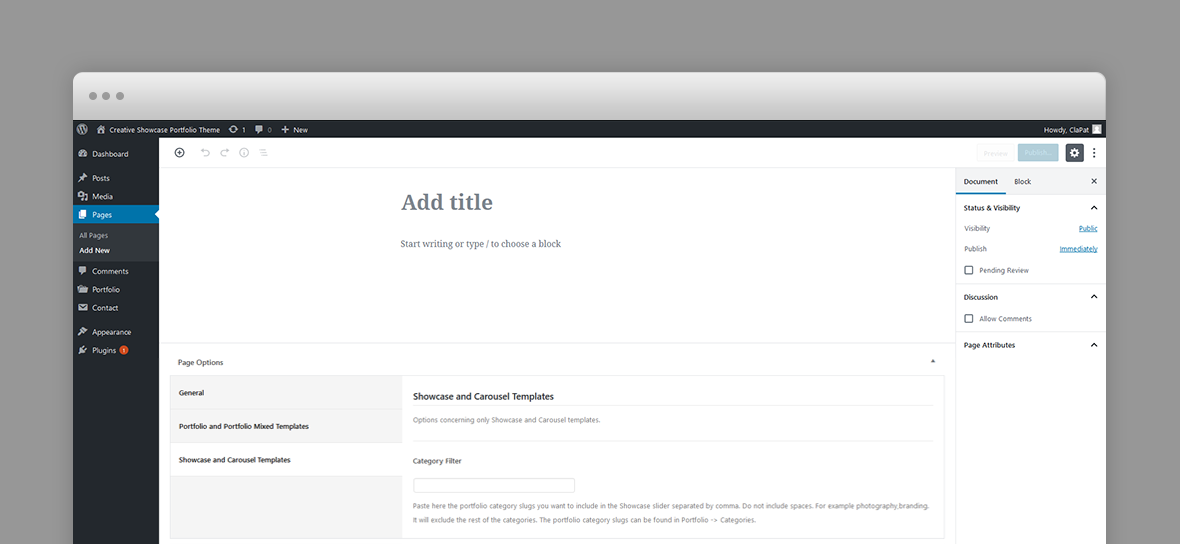 Creative Showcase Portfolio Theme 1 0 New Howdy, ClaPat
Dashboard
Posts
Media
Pages
All Pages
Add New
Comments
Portfolio
Contact
Appearance
Plugins 1
Preview Publish...
Add title
Start writing or type / to choose a block
Document Block
Status & Visibility
Visibility Public
Publish Immediately
Pending Review
Discussion
Allow Comments
Page Attributes
Page Options
General
Portfolio and Portfolio Mixed Templates
Showcase and Carousel Templates
Showcase and Carousel Templates
Options concerning only Showcase and Carousel templates.
Category Filter
Paste here the portfolio category slugs you want to include in the Showcase slider separated by comma. Do not include spaces. For example photography,branding.
It will exclude the rest of the categories. The portfolio category slugs can be found in Portfolio -> Categories.